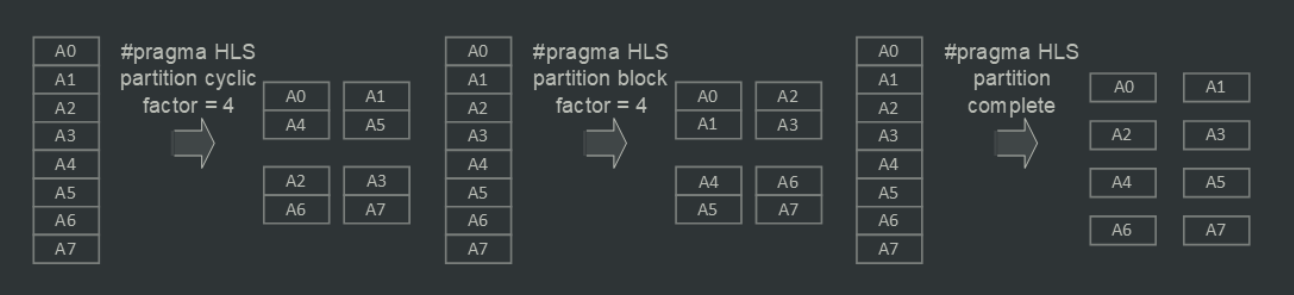 A0
A1
A2
A3
A4
A5
A6
A7
#pragma HLS
partition cyclic
factor = 4
A0 A1
A4 A5
A2 A3
A6 A7
A0
A1
A2
A3
A4
A5
A6
A7
#pragma HLS
partition block
factor = 4
A0 A2
A1 A3
A4 A6
A5 A7
A0
A1
A2
A3
A4
A5
A6
A7
#pragma HLS
partition
complete
A0 A1
A2 A3
A4 A5
A6 A7